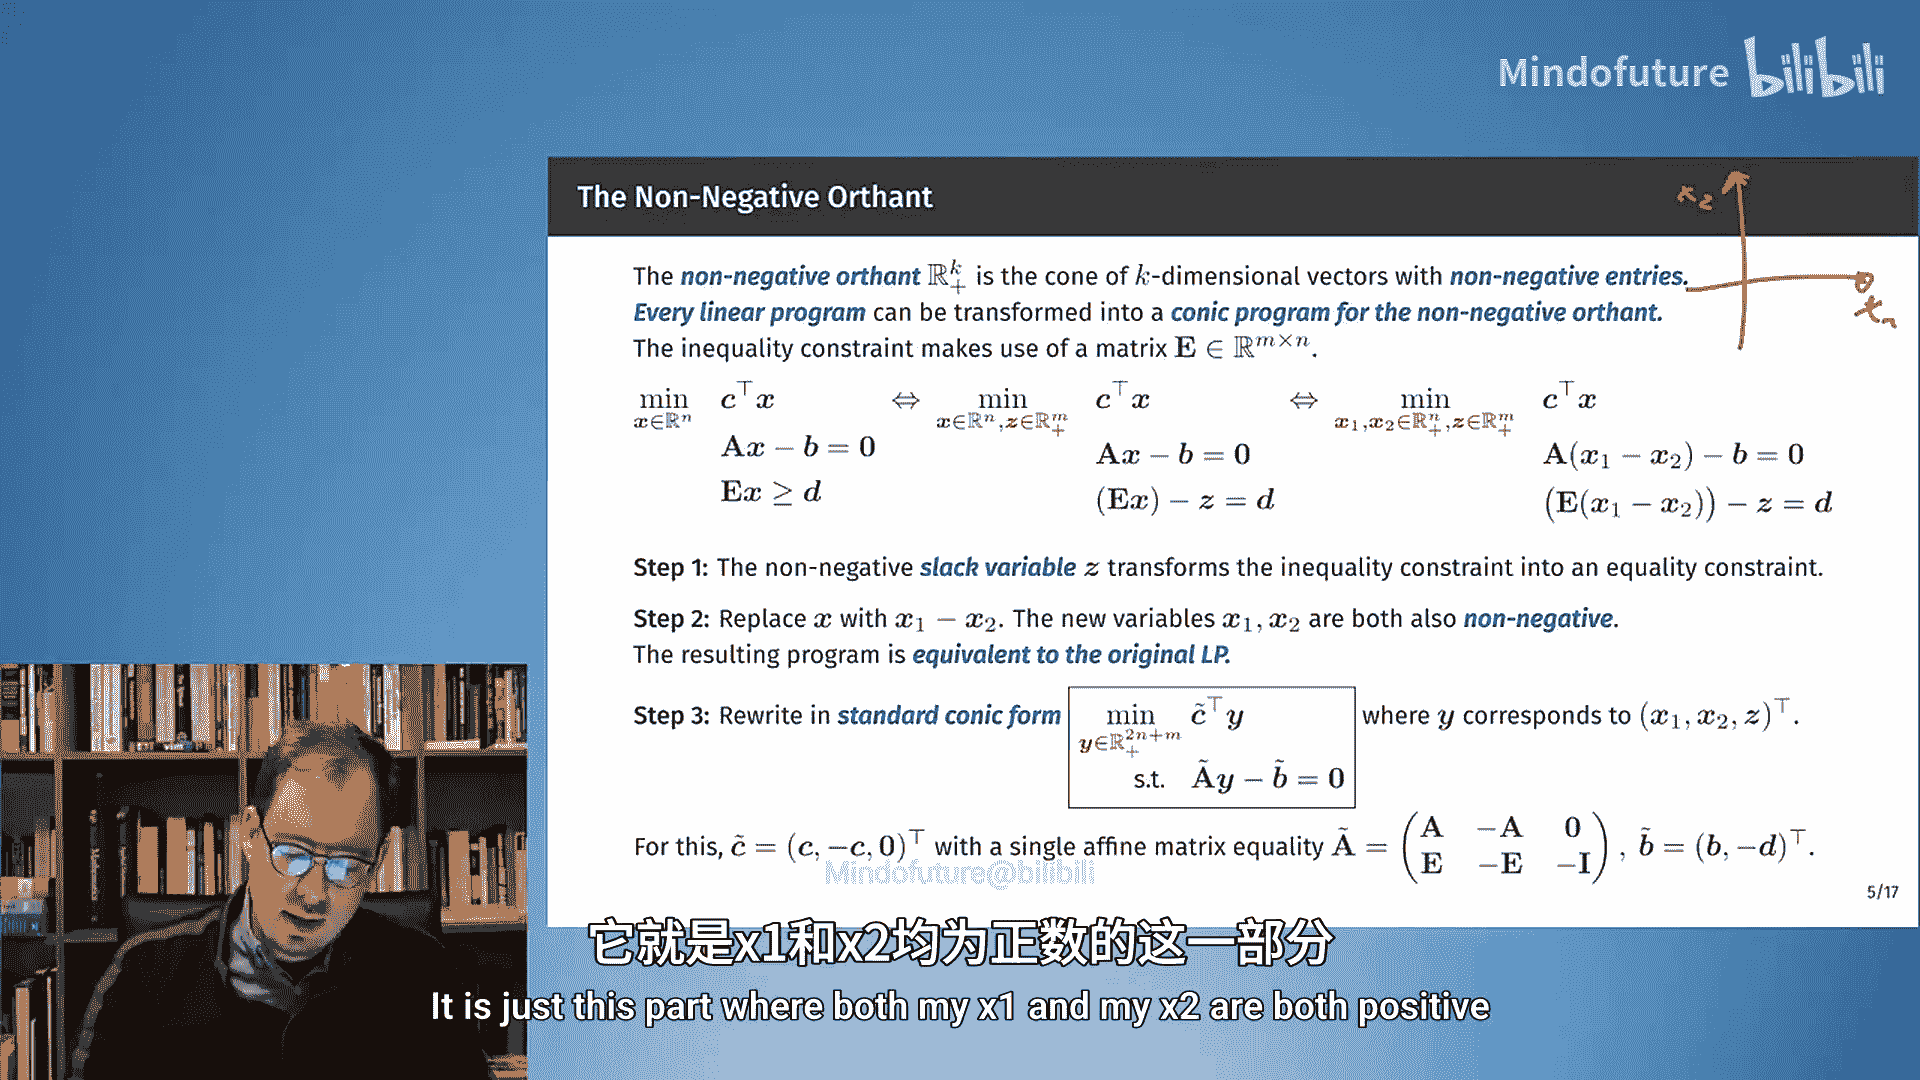 Mindofuture bilibili
The Non-Negative Orthant
x₂
The non-negative orthant ℝ₊ᵏ is the cone of k-dimensional vectors with non-negative entries.
Every linear program can be transformed into a conic program for the non-negative orthant.
The inequality constraint makes use of a matrix E ∈ ℝ^{m×n}.
min_{x∈ℝⁿ} c^⊤x ⇔ min_{x∈ℝⁿ,z∈ℝ₊ᵐ} c^⊤x ⇔ min_{x₁,x₂∈ℝ₊ⁿ,z∈ℝ₊ᵐ} c^⊤x
Ax − b = 0 Ax − b = 0 A(x₁ − x₂) − b = 0
Ex ≥ d (Ex) − z = d (E(x₁ − x₂)) − z = d
Step 1: The non-negative slack variable z transforms the inequality constraint into an equality constraint.
Step 2: Replace x with x₁ − x₂. The new variables x₁, x₂ are both also non-negative.
The resulting program is equivalent to the original LP.
Step 3: Rewrite in standard conic form min_{y∈ℝ₊^{2n+m}} c̃^⊤y where y corresponds to (x₁, x₂, z)^⊤.
s.t. Ãy − b̃ = 0
For this, c̃ = (c, −c, 0)^⊤ with a single affine matrix equality Ã = (A −A 0; E −E −I), b̃ = (b, −d)^⊤.
Mindofuture@bilibili
5/17
它就是x1和x2均为正数的这一部分
It is just this part where both my x1 and my x2 are both positive